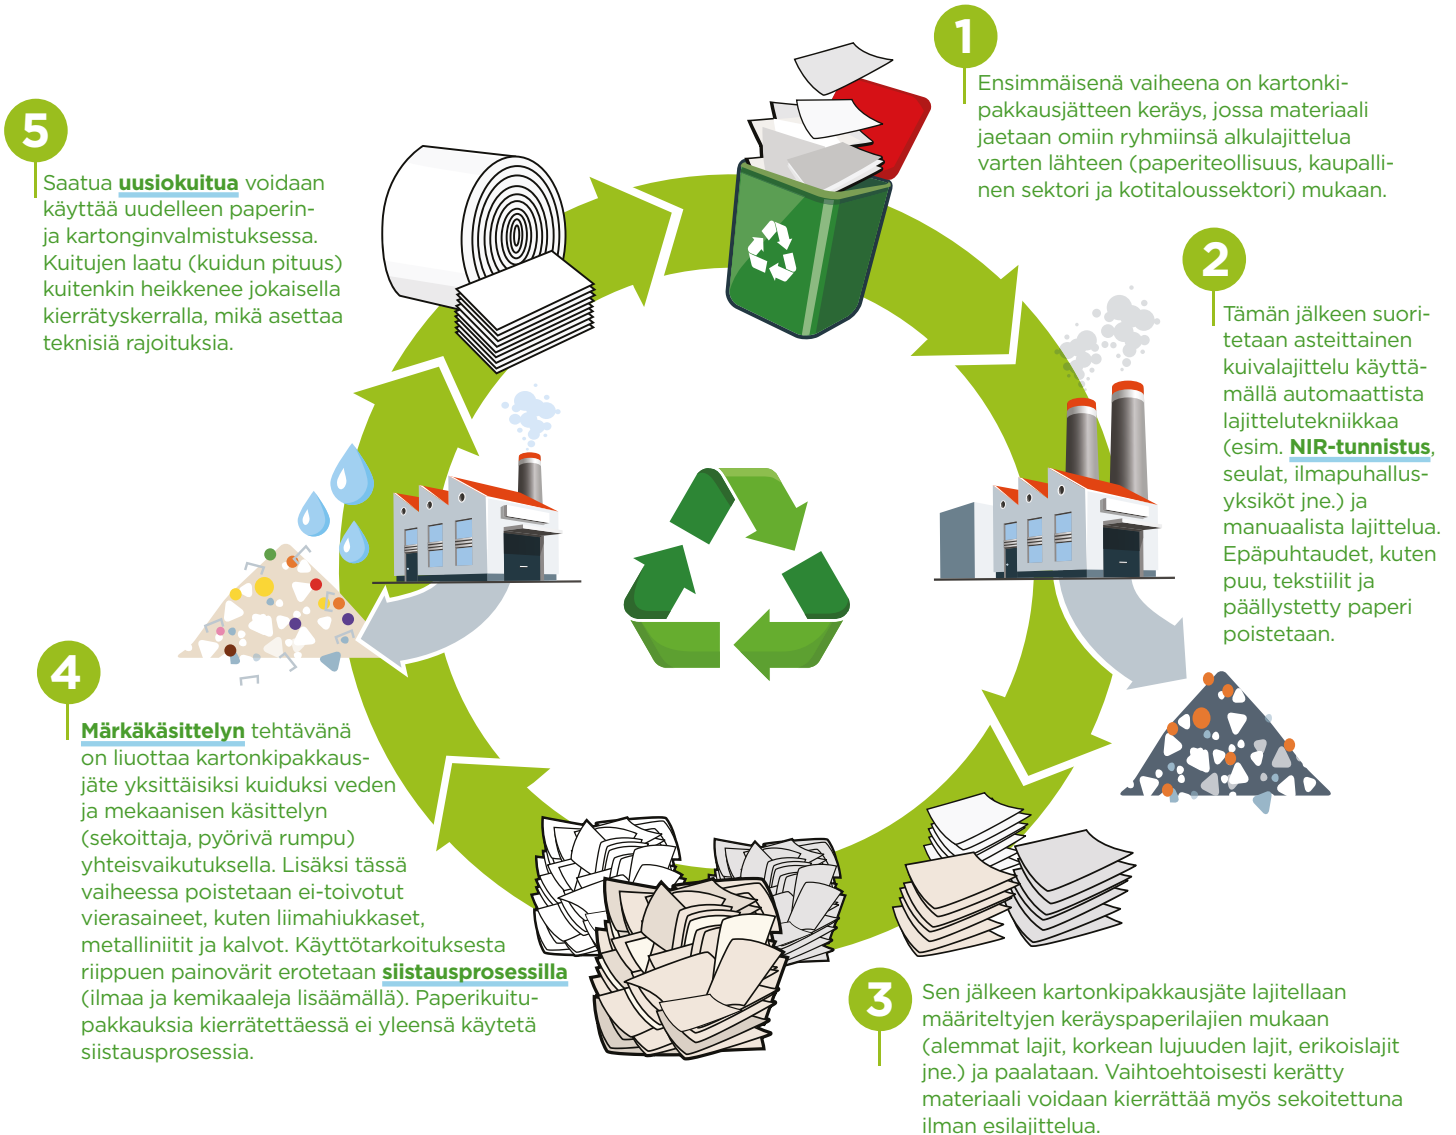 1
Ensimmäisenä vaiheena on kartonki-
pakkausjätteen keräys, jossa materiaali
jaetaan omiin ryhmiinsä alkulajittelua
varten lähteen (paperiteollisuus, kaupalli-
nen sektori ja kotitaloussektori) mukaan.
2
Tämän jälkeen suori-
tetaan asteittainen
kuivalajittelu käyttä-
mällä automaattista
lajittelutekniikkaa
(esim. NIR-tunnistus,
seulat, ilmapuhallus-
yksiköt jne.) ja
manuaalista lajittelua.
Epäpuhtaudet, kuten
puu, tekstiilit ja
päällystetty paperi
poistetaan.
3
Sen jälkeen kartonkipakkausjäte lajitellaan
määriteltyjen keräyspaperilajien mukaan
(alemmat lajit, korkean lujuuden lajit, erikoislajit
jne.) ja paalataan. Vaihtoehtoisesti kerätty
materiaali voidaan kierrättää myös sekoitettuna
ilman esilajittelua.
4
Märkäkäsittelyn tehtävänä
on liuottaa kartonkipakkaus-
jäte yksittäisiksi kuiduksi veden
ja mekaanisen käsittelyn
(sekoittaja, pyörivä rumpu)
yhteisvaikutuksella. Lisäksi tässä
vaiheessa poistetaan ei-toivotut
vierasaineet, kuten liimahiukkaset,
metalliniitit ja kalvot. Käyttötarkoituksesta
riippuen painovärit erotetaan siistausprosessilla
(ilmaa ja kemikaaleja lisäämällä). Paperikuitu-
pakkauksia kierrätettäessä ei yleensä käytetä
siistausprosessia.
5
Saatua uusiokuitua voidaan
käyttää uudelleen paperin-
ja kartonginvalmistuksessa.
Kuitujen laatu (kuidun pituus)
kuitenkin heikkenee jokaisella
kierrätyskerralla, mikä asettaa
teknisiä rajoituksia.